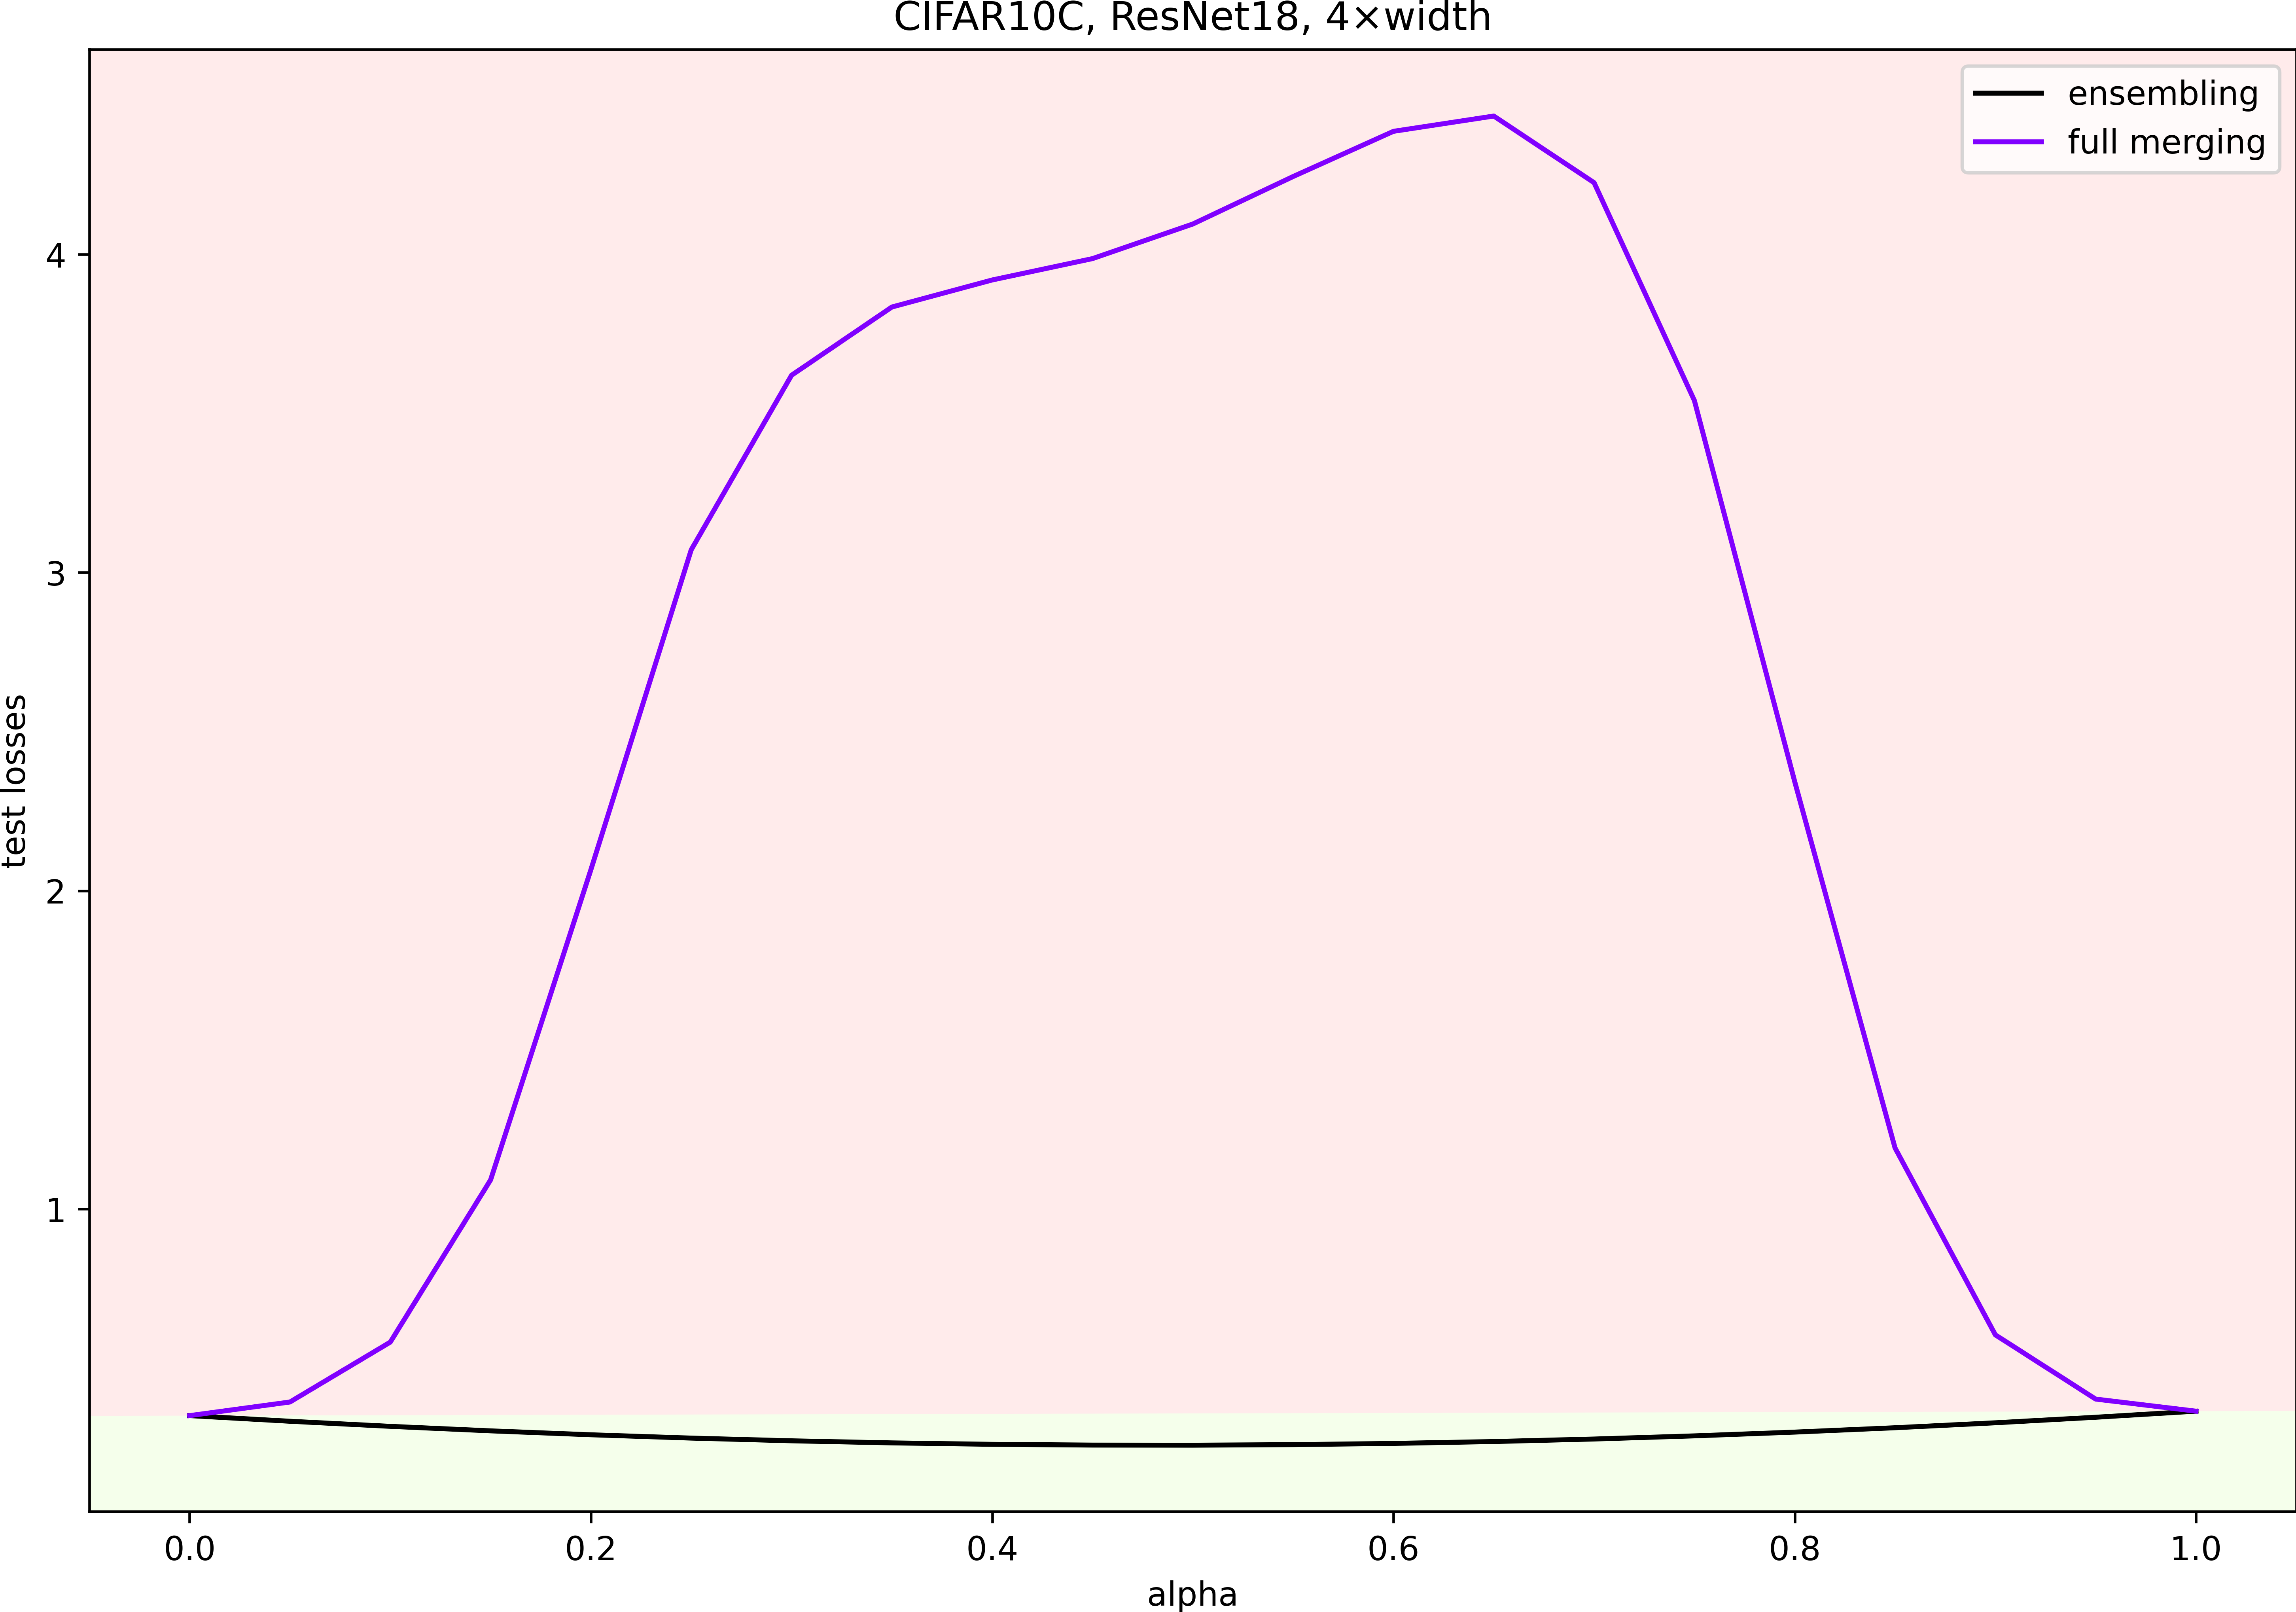 CIFAR10C, ResNet18, 4×width
ensembling
full merging
test losses
4
3
2
1
0.0 0.2 0.4 0.6 0.8 1.0
alpha